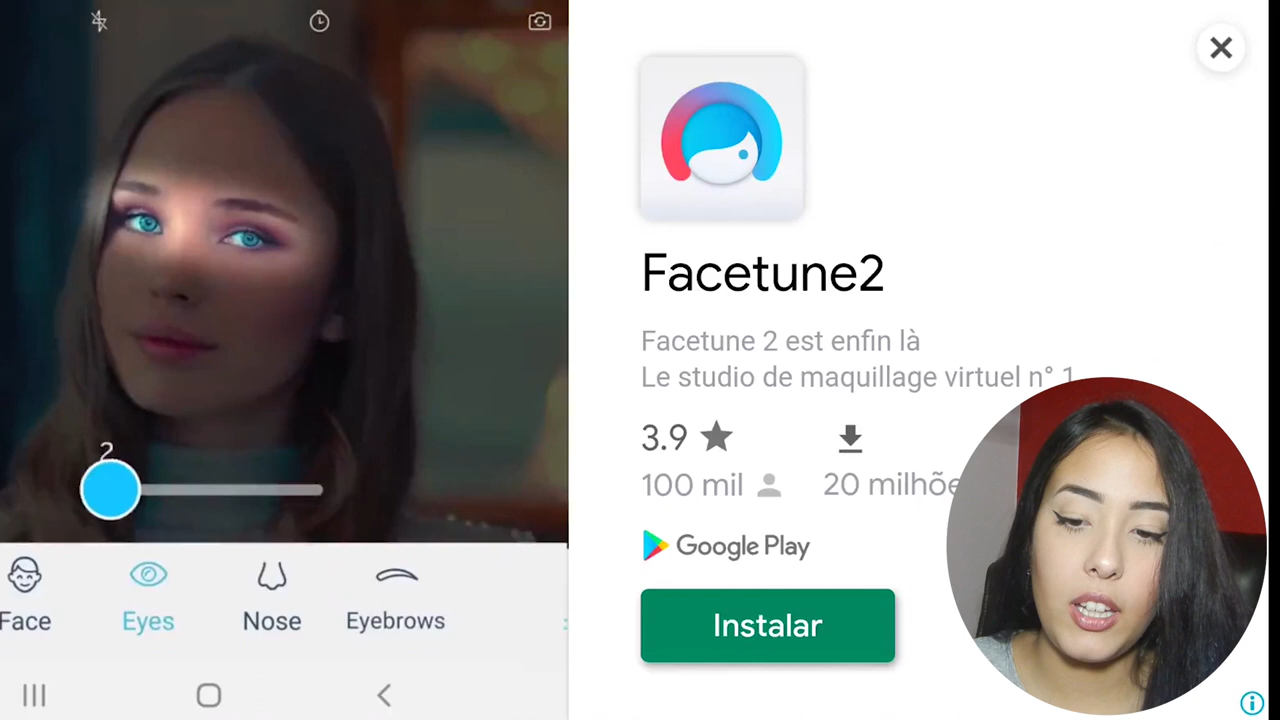 2
Face
Eyes
Nose
Eyebrows
Facetune2
Facetune 2 est enfin là
Le studio de maquillage virtuel n° 1
3.9
100 mil
20
Google Play
Instalar